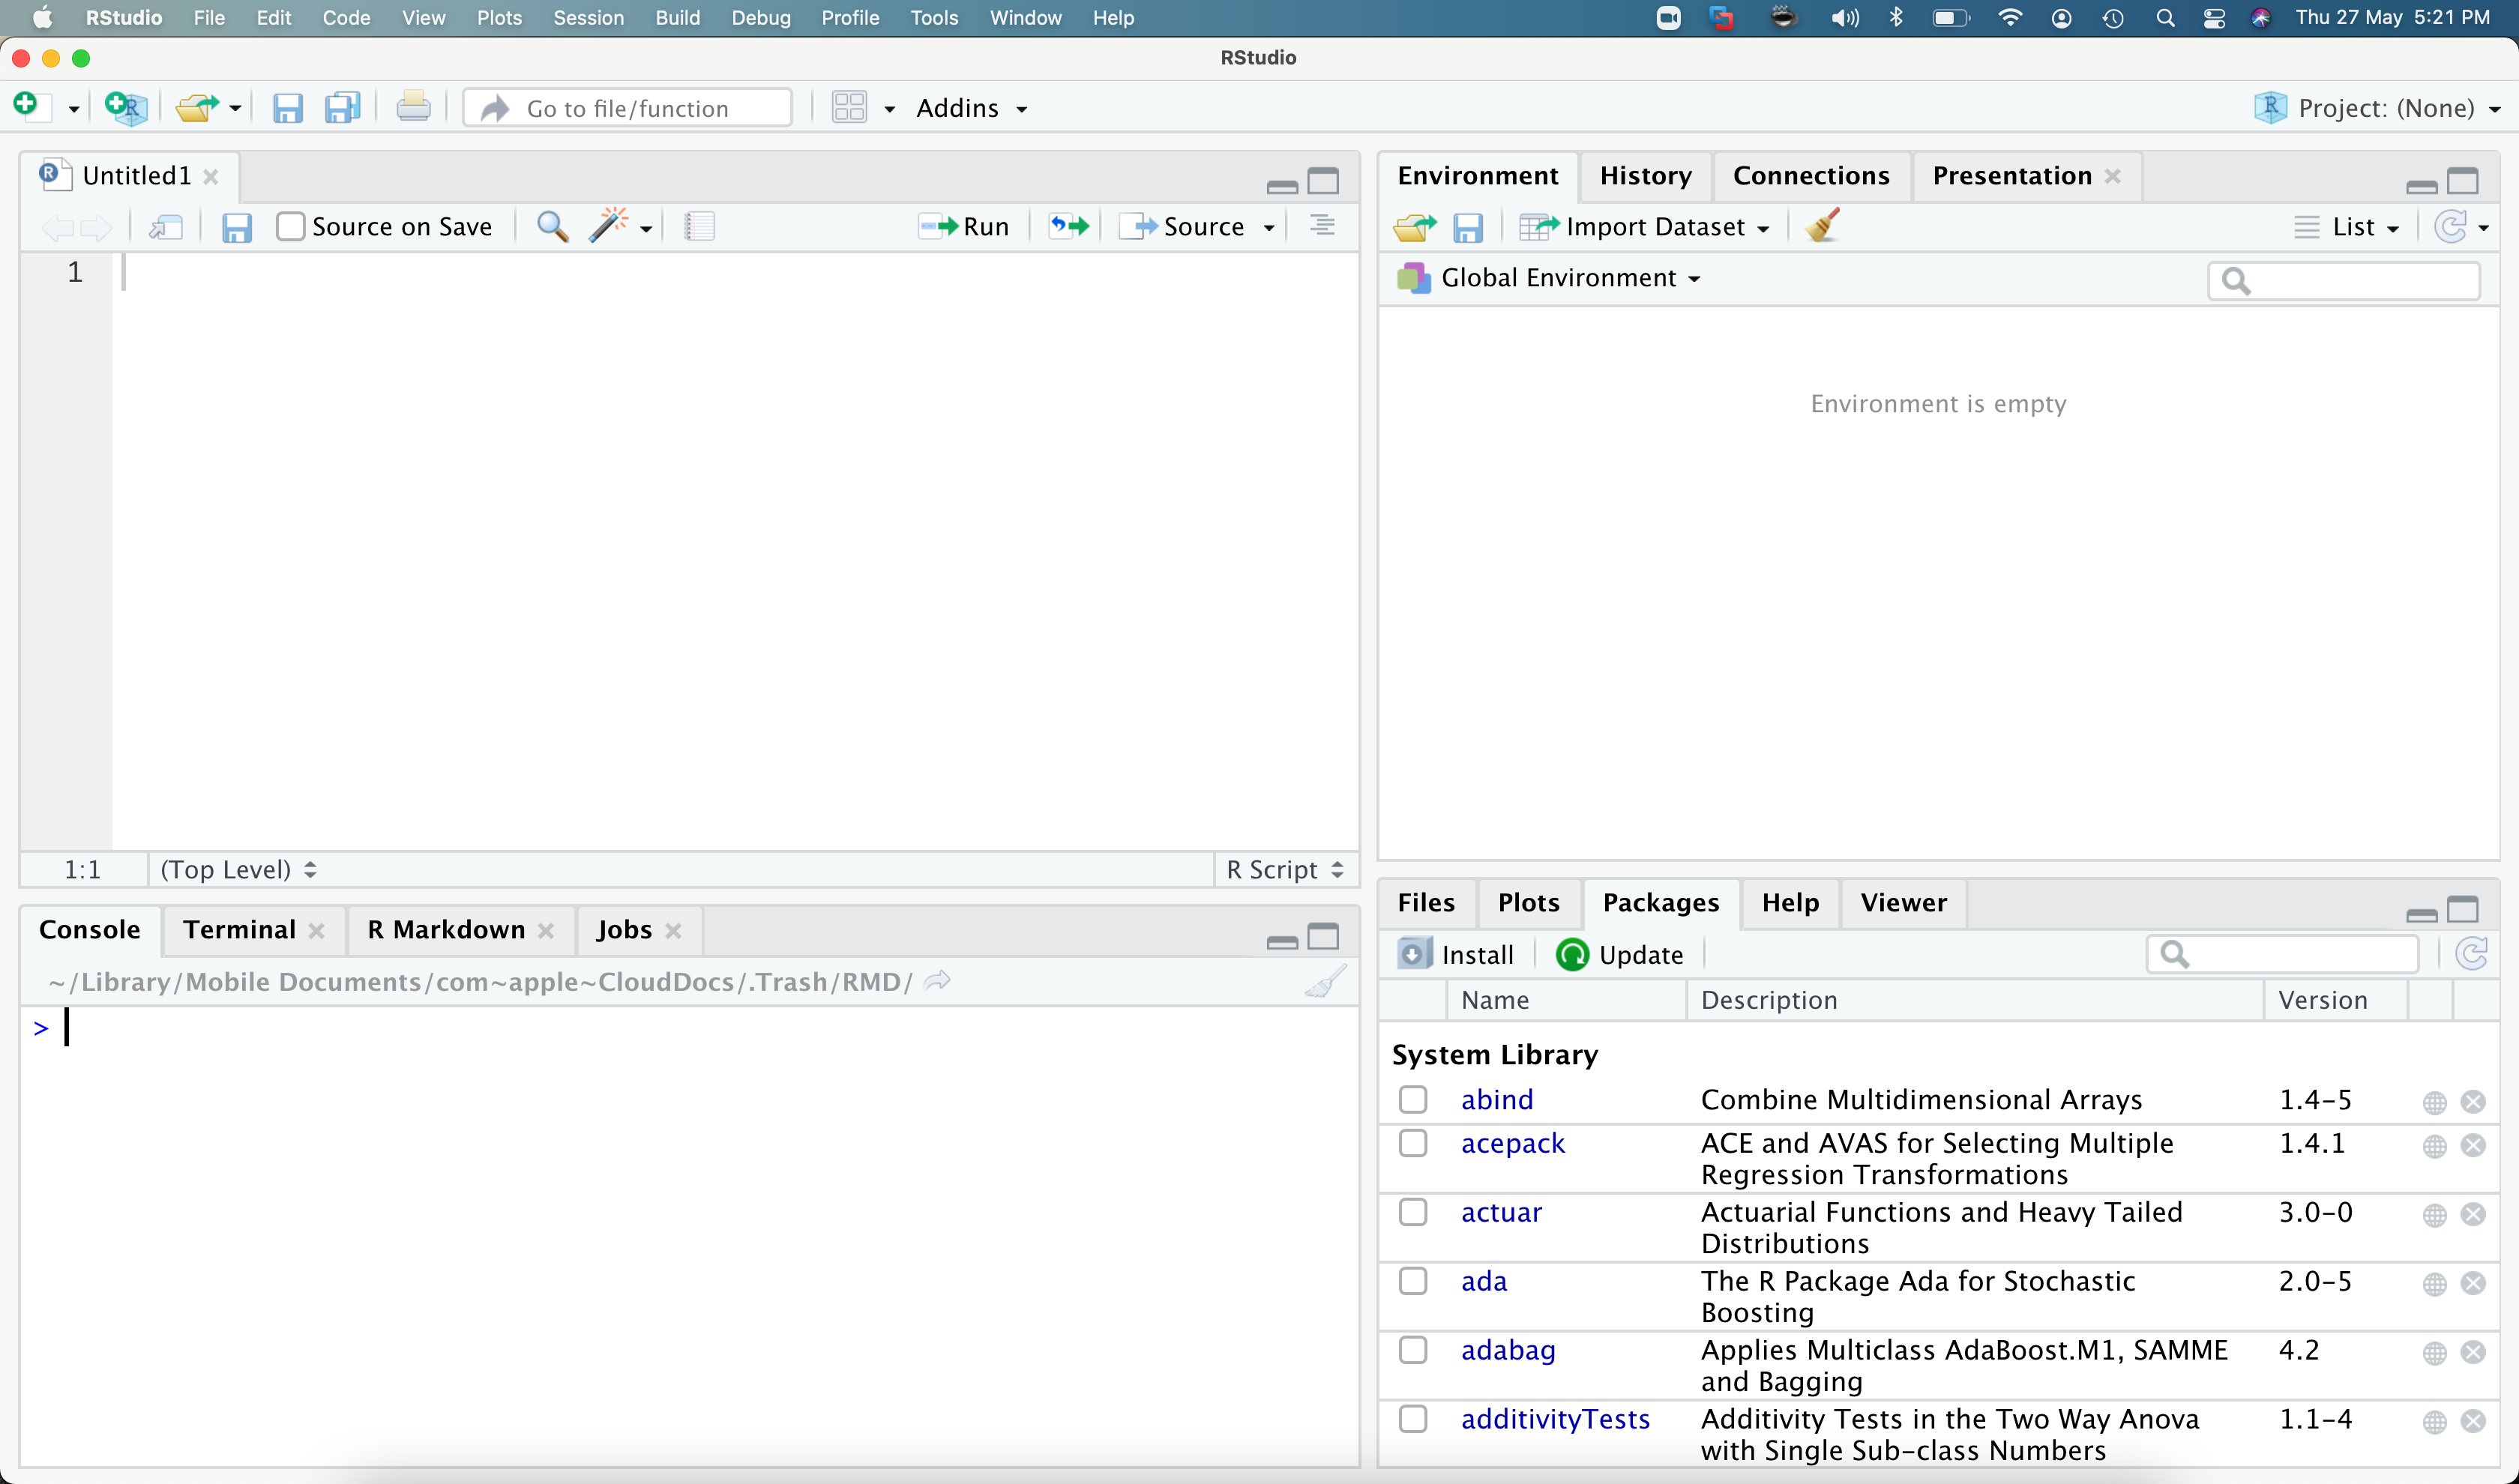 RStudio File Edit Code View Plots Session Build Debug Profile Tools Window Help Thu 27 May 5:21 PM
RStudio
Go to file/function Addins Project: (None)
Untitled1
Source on Save Run Source
1
1:1 (Top Level) R Script
Console Terminal R Markdown Jobs
~/Library/Mobile Documents/com~apple~CloudDocs/.Trash/RMD/
>
Environment History Connections Presentation
Import Dataset List
Global Environment
Environment is empty
Files Plots Packages Help Viewer
Install Update
Name Description Version
System Library
abind Combine Multidimensional Arrays 1.4-5
acepack ACE and AVAS for Selecting Multiple 1.4.1
Regression Transformations
actuar Actuarial Functions and Heavy Tailed 3.0-0
Distributions
ada The R Package Ada for Stochastic 2.0-5
Boosting
adabag Applies Multiclass AdaBoost.M1, SAMME 4.2
and Bagging
additivityTests Additivity Tests in the Two Way Anova 1.1-4
with Single Sub-class Numbers